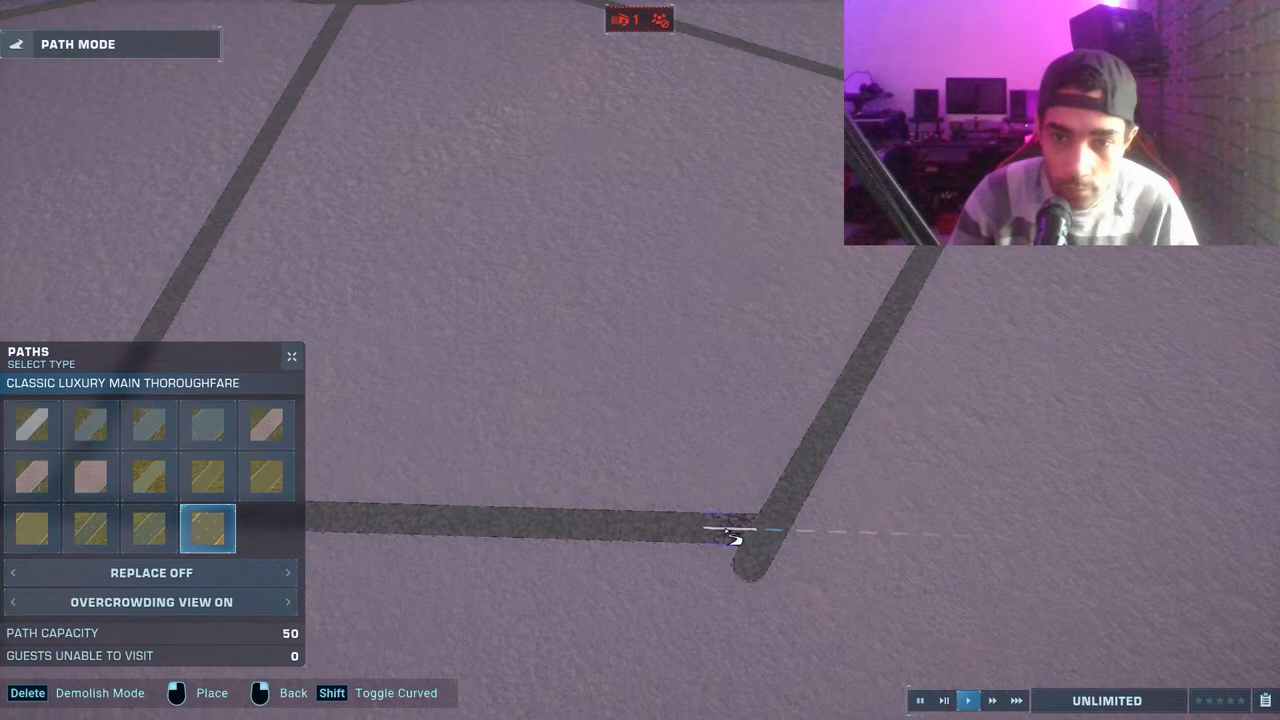 1
PATH MODE
PATHS
SELECT TYPE
CLASSIC LUXURY MAIN THOROUGHFARE
REPLACE OFF
OVERCROWDING VIEW ON
PATH CAPACITY 50
GUESTS UNABLE TO VISIT 0
Delete Demolish Mode Place Back Shift Toggle Curved
UNLIMITED